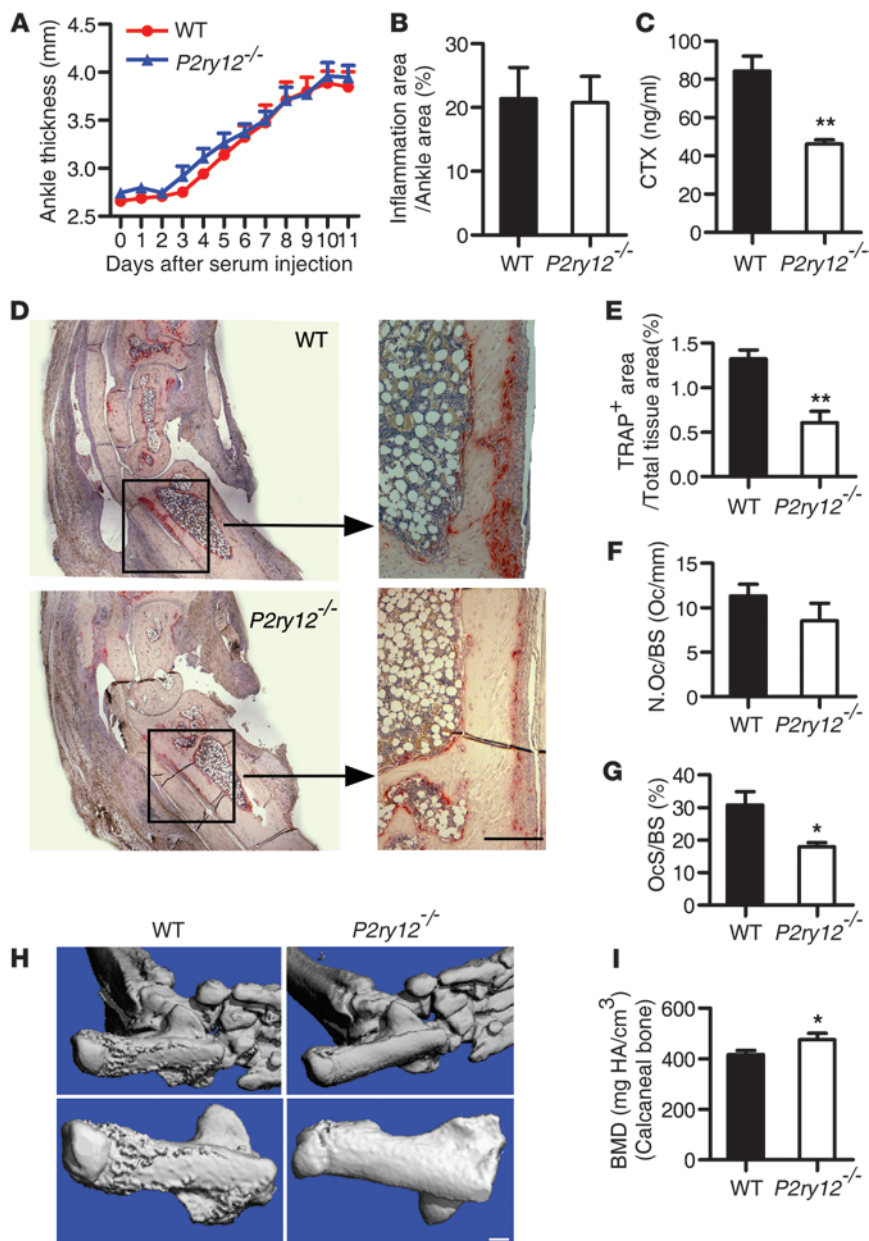 A
WT
P2ry12-/-
Ankle thickness (mm)
4.5
4.0
3.5
3.0
2.5
0 1 2 3 4 5 6 7 8 9 10 11
Days after serum injection
B
Inflammation area
/Ankle area (%)
30
20
10
0
WT P2ry12-/-
C
CTX (ng/ml)
100
80
60
40
20
0
**
WT P2ry12-/-
D
WT
P2ry12-/-
E
TRAP+ area
/Total tissue area(%)
1.5
1.0
0.5
0.0
**
WT P2ry12-/-
F
N.Oc/BS (Oc/mm)
15
10
5
0
WT P2ry12-/-
G
OcS/BS (%)
40
30
20
10
0
*
WT P2ry12-/-
H
WT P2ry12-/-
I
BMD (mg HA/cm3)
(Calcaneal bone)
600
400
200
0
*
WT P2ry12-/-